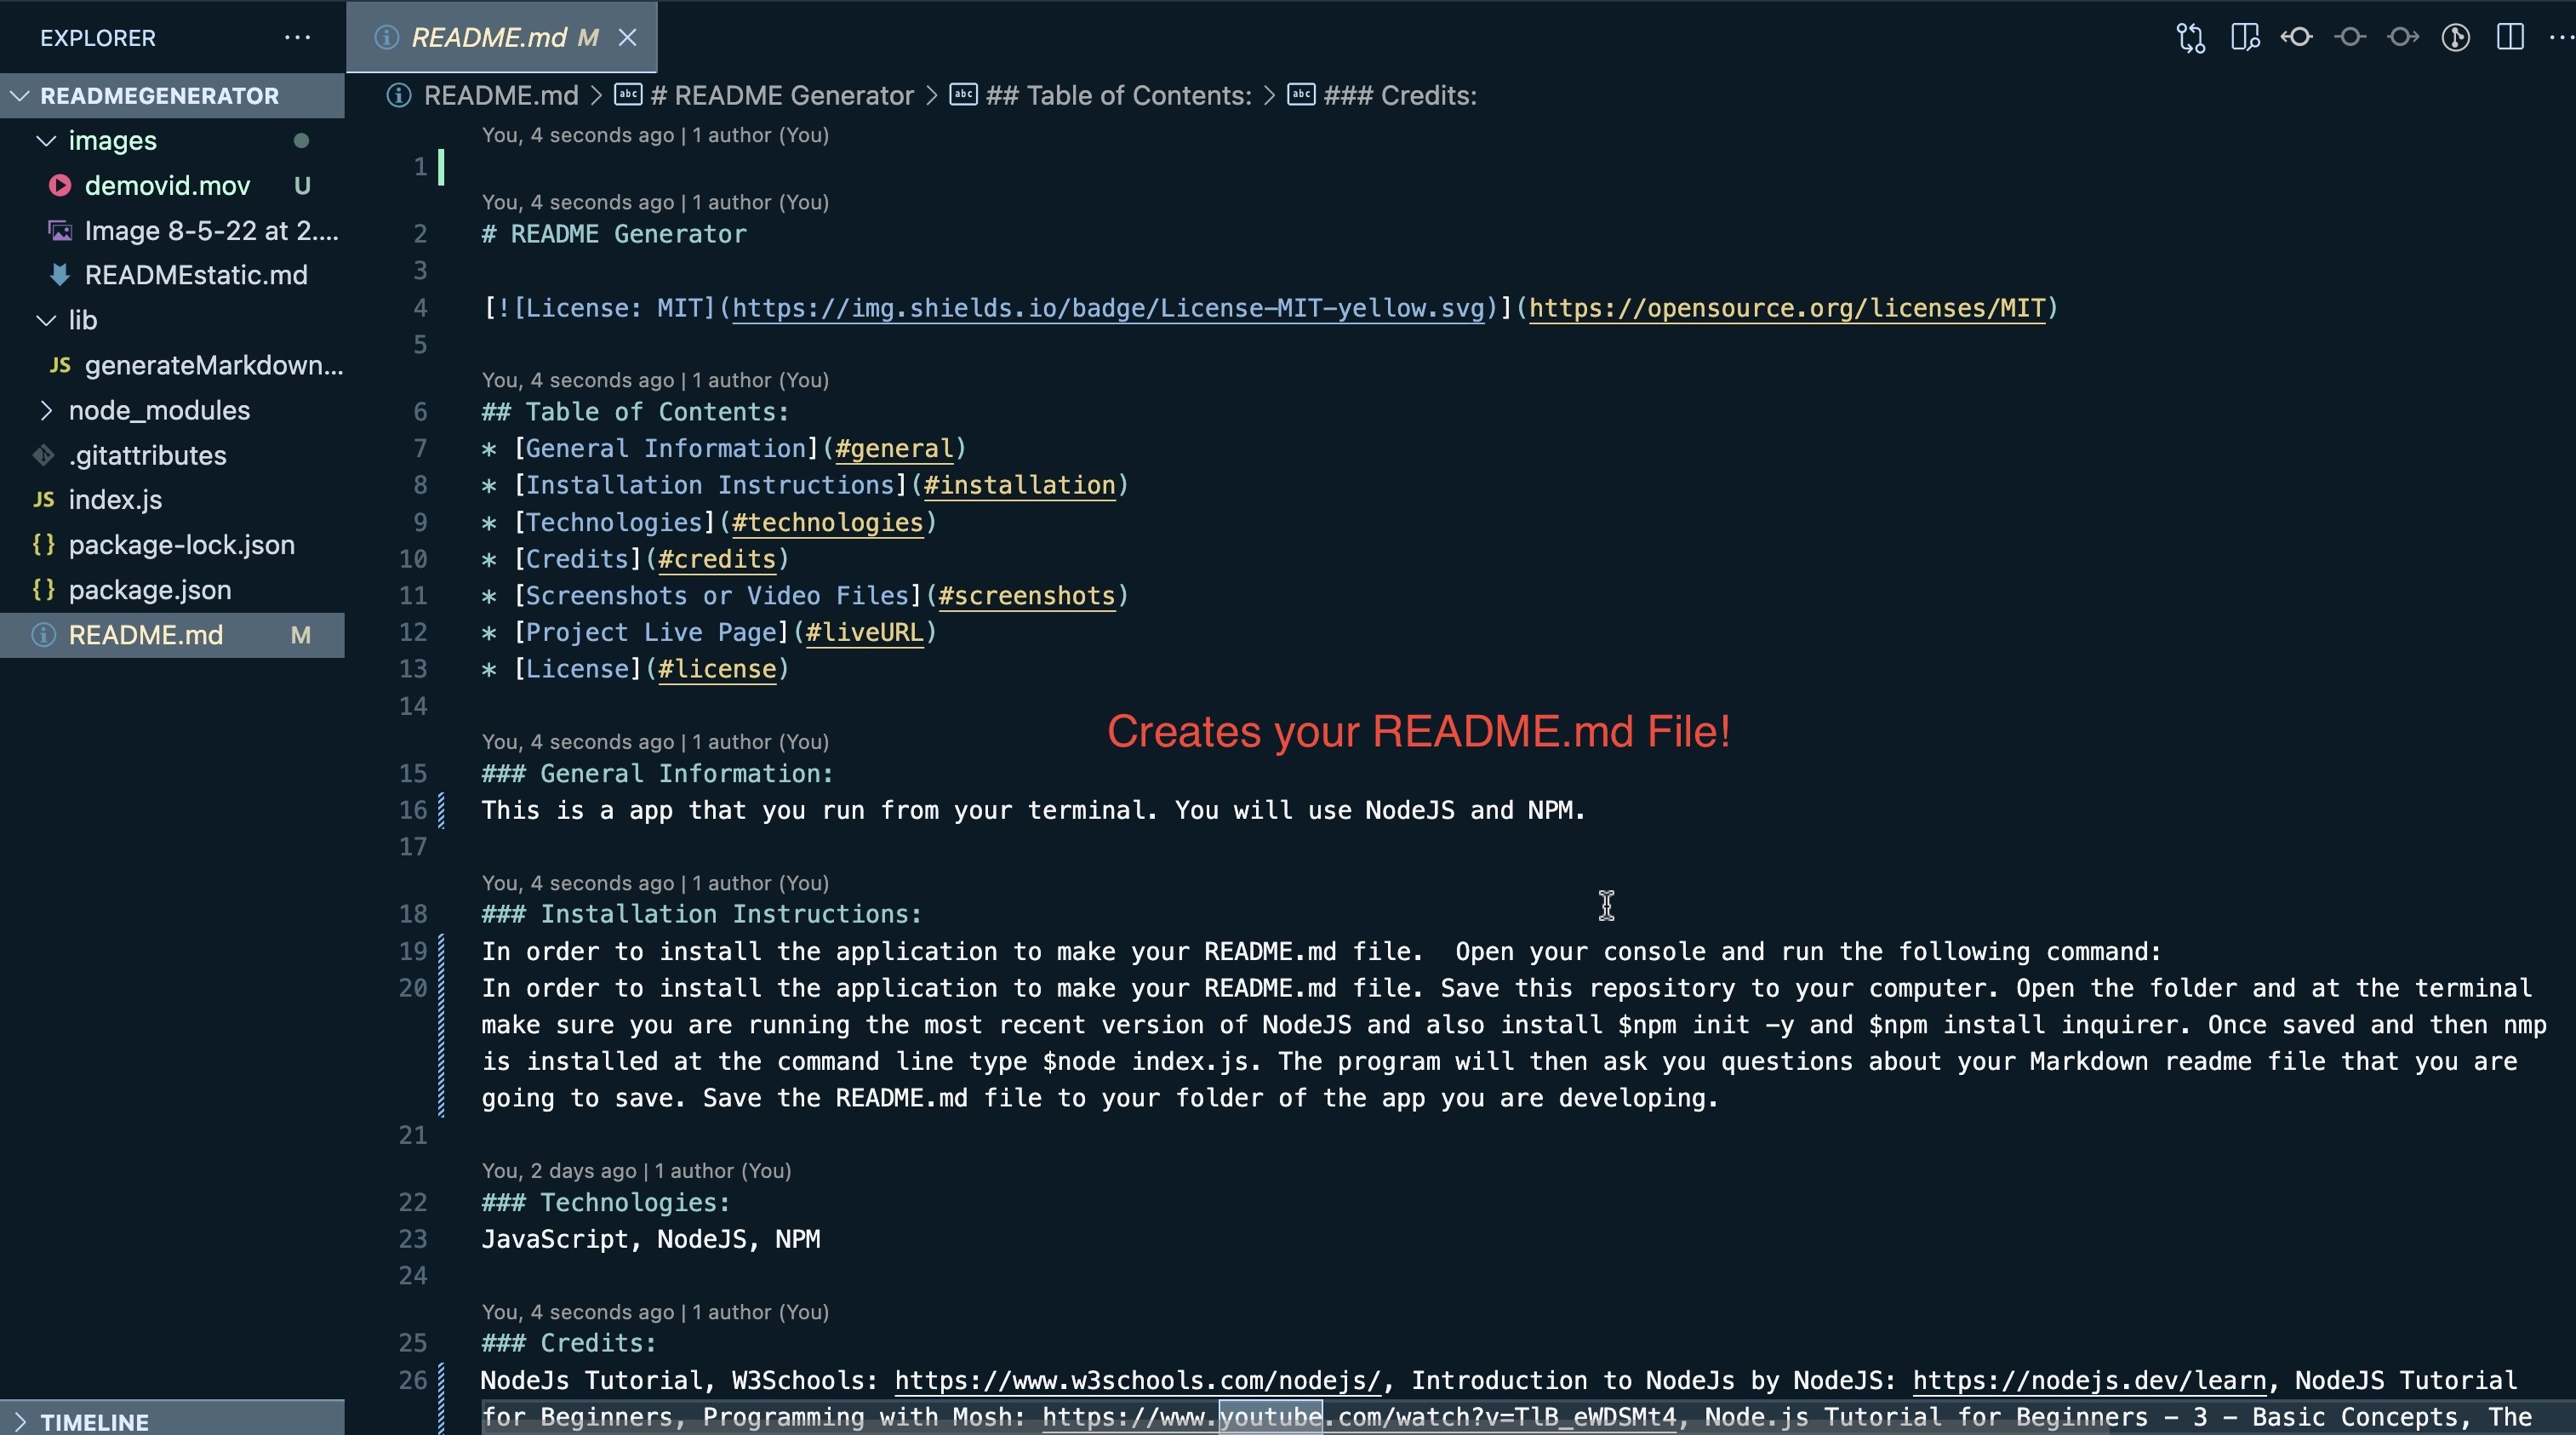 EXPLORER
READMEGENERATOR
images
demovid.mov U
Image 8-5-22 at 2....
READMEstatic.md
lib
JS generateMarkdown...
node_modules
.gitattributes
JS index.js
{ } package-lock.json
{ } package.json
README.md M
TIMELINE
README.md M
README.md > # README Generator > ## Table of Contents: > ### Credits:
You, 4 seconds ago | 1 author (You)
1
You, 4 seconds ago | 1 author (You)
2 # README Generator
3
4 [![License: MIT](https://img.shields.io/badge/License-MIT-yellow.svg)](https://opensource.org/licenses/MIT)
5
You, 4 seconds ago | 1 author (You)
6 ## Table of Contents:
7 * [General Information](#general)
8 * [Installation Instructions](#installation)
9 * [Technologies](#technologies)
10 * [Credits](#credits)
11 * [Screenshots or Video Files](#screenshots)
12 * [Project Live Page](#liveURL)
13 * [License](#license)
14
Creates your README.md File!
You, 4 seconds ago | 1 author (You)
15 ### General Information:
16 This is a app that you run from your terminal. You will use NodeJS and NPM.
17
You, 4 seconds ago | 1 author (You)
18 ### Installation Instructions:
19 In order to install the application to make your README.md file.  Open your console and run the following command:
20 In order to install the application to make your README.md file. Save this repository to your computer. Open the folder and at the terminal
make sure you are running the most recent version of NodeJS and also install $npm init -y and $npm install inquirer. Once saved and then nmp
is installed at the command line type $node index.js. The program will then ask you questions about your Markdown readme file that you are
going to save. Save the README.md file to your folder of the app you are developing.
21
You, 2 days ago | 1 author (You)
22 ### Technologies:
23 JavaScript, NodeJS, NPM
24
You, 4 seconds ago | 1 author (You)
25 ### Credits:
26 NodeJs Tutorial, W3Schools: https://www.w3schools.com/nodejs/, Introduction to NodeJs by NodeJS: https://nodejs.dev/learn, NodeJS Tutorial
for Beginners, Programming with Mosh: https://www.youtube.com/watch?v=TlB_eWDSMt4, Node.js Tutorial for Beginners - 3 - Basic Concepts, The